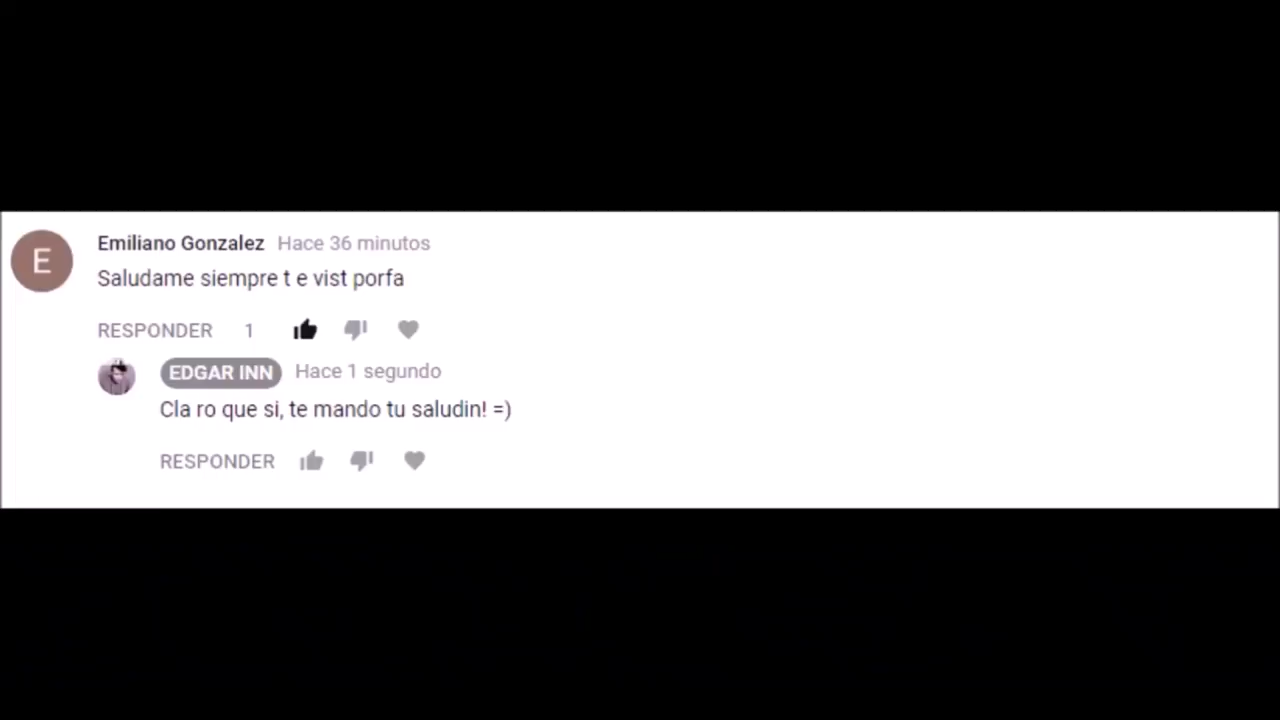 E
Emiliano Gonzalez Hace 36 minutos
Saludame siempre t e vist porfa
RESPONDER 1
EDGAR INN Hace 1 segundo
Cla ro que si, te mando tu saludin! =)
RESPONDER